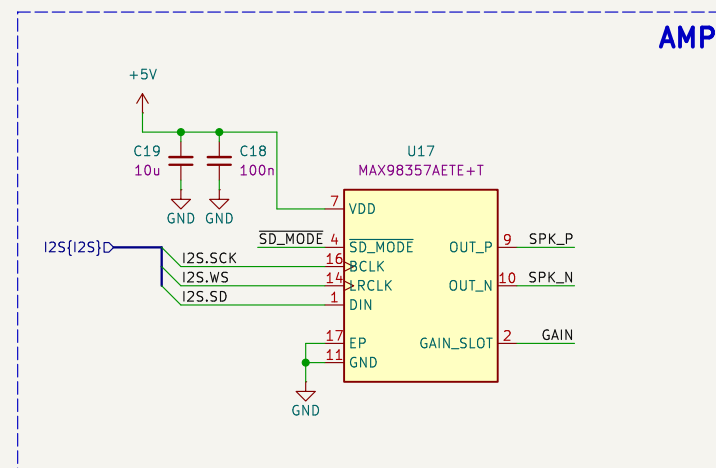 AMP
+5V
C19
10u
C18
100n
GND
GND
U17
MAX98357AETE+T
7
VDD
SD_MODE
4
SD_MODE
I2S{I2S}
I2S.SCK
16
BCLK
I2S.WS
14
LRCLK
I2S.SD
1
DIN
17
EP
11
GND
GND
OUT_P
9
SPK_P
OUT_N
10
SPK_N
GAIN_SLOT
2
GAIN